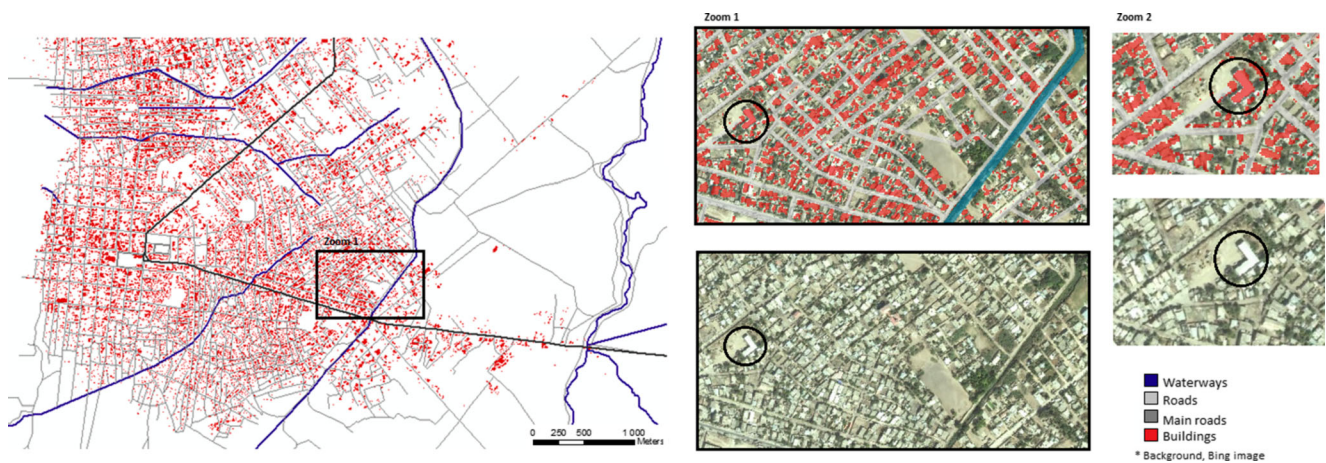 Zoom 1
Zoom 2
Zoom 1
0 250 500 1 000
Meters
Waterways
Roads
Main roads
Buildings
* Background, Bing image